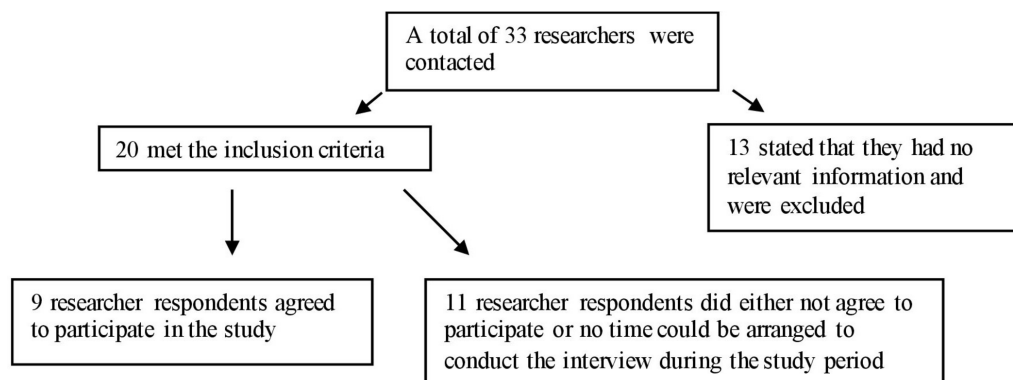 A total of 33 researchers were
contacted
20 met the inclusion criteria
13 stated that they had no
relevant information and
were excluded
9 researcher respondents agreed
to participate in the study
11 researcher respondents did either not agree to
participate or no time could be arranged to
conduct the interview during the study period